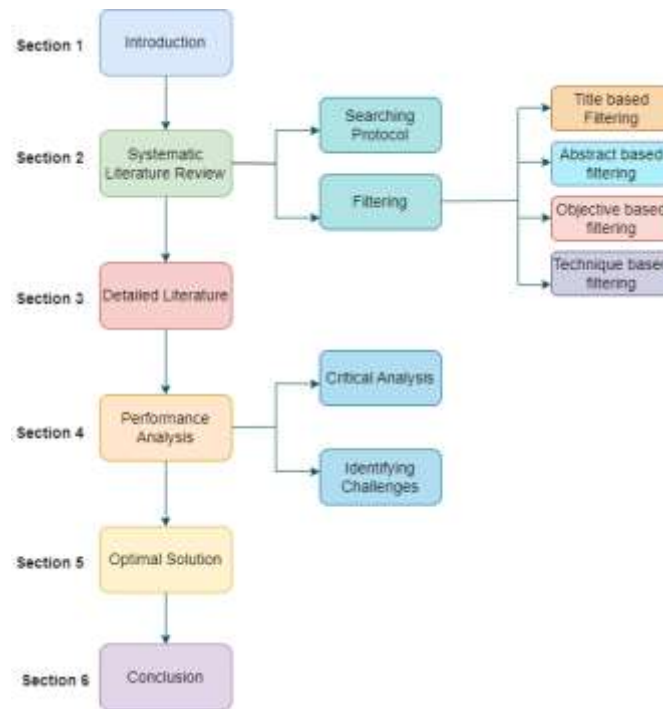 Section 1
Introduction
Section 2
Systematic
Literature Review
Searching
Protocol
Filtering
Title based
Filtering
Abstract based
filtering
Objective based
filtering
Technique based
filtering
Section 3
Detailed Literature
Section 4
Performance
Analysis
Critical Analysis
Identifying
Challenges
Section 5
Optimal Solution
Section 6
Conclusion